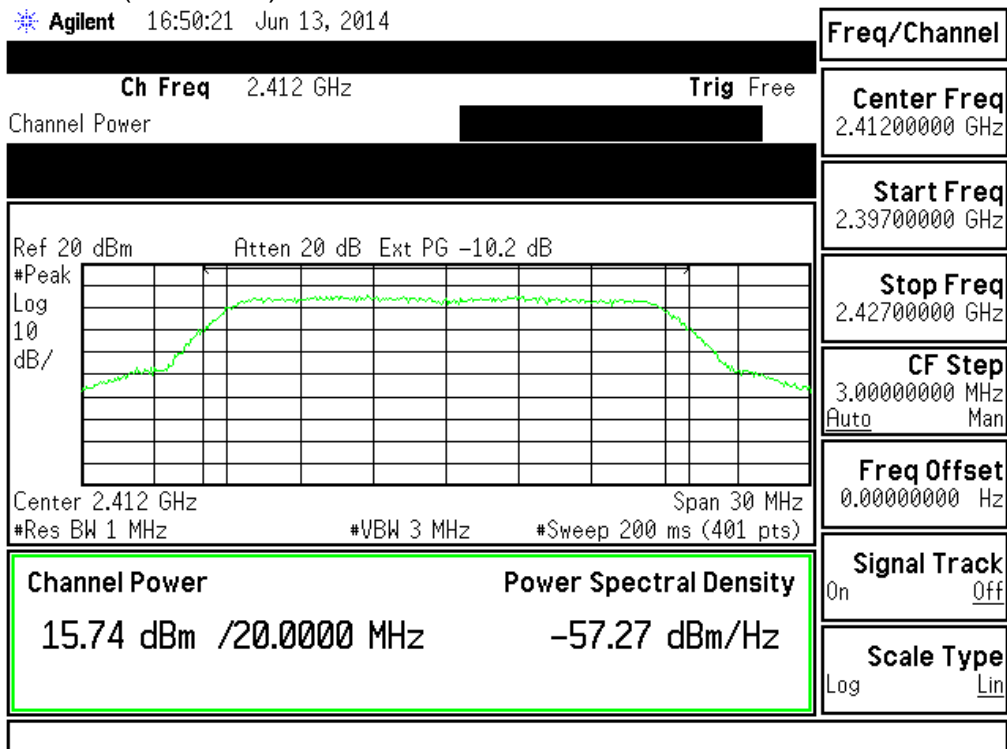 Agilent 16:50:21 Jun 13, 2014
Freq/Channel
Ch Freq 2.412 GHz Trig Free
Channel Power
Center Freq
2.41200000 GHz
Start Freq
2.39700000 GHz
Ref 20 dBm Atten 20 dB Ext PG -10.2 dB
#Peak
Log
10
dB/
Stop Freq
2.42700000 GHz
CF Step
3.00000000 MHz
Auto Man
Center 2.412 GHz Span 30 MHz
#Res BW 1 MHz #VBW 3 MHz #Sweep 200 ms (401 pts)
Freq Offset
0.00000000 Hz
Channel Power Power Spectral Density
15.74 dBm /20.0000 MHz -57.27 dBm/Hz
Signal Track
On Off
Scale Type
Log Lin